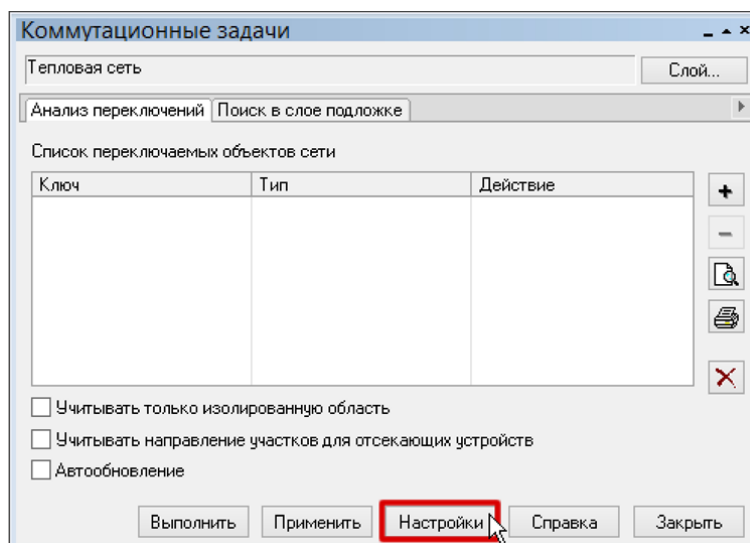 Коммутационные задачи
Тепловая сеть
Слой...
Анализ переключений Поиск в слое подложке
Список переключаемых объектов сети
Ключ Тип Действие
Учитывать только изолированную область
Учитывать направление участков для отсекающих устройств
Автообновление
Выполнить Применить Настройки Справка Закрыть